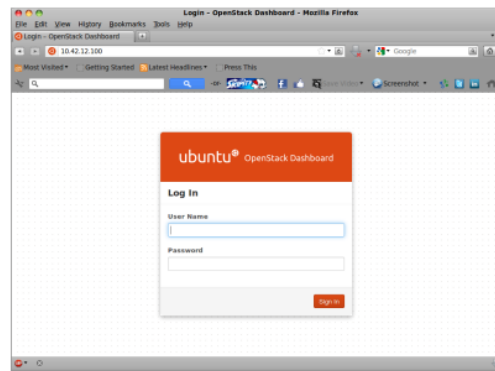 Login - OpenStack Dashboard - Mozilla Firefox
File Edit View History Bookmarks Tools Help
Login - OpenStack Dashboard
10.42.12.100
Google
Most Visited Getting Started Latest Headlines Press This
Screenshot
ubuntu® OpenStack Dashboard
Log In
User Name
Password
Sign In